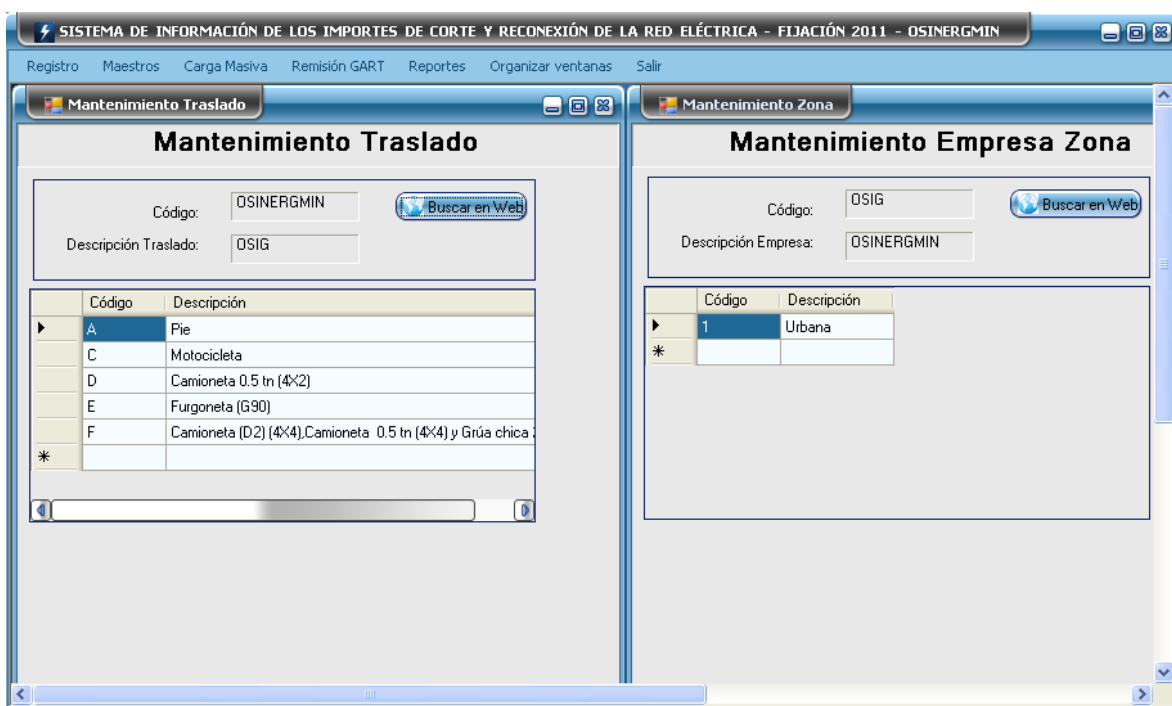 SISTEMA DE INFORMACIÓN DE LOS IMPORTES DE CORTE Y RECONEXIÓN DE LA RED ELÉCTRICA - FIJACIÓN 2011 - OSINERGMIN
Registro Maestros Carga Masiva Remisión GART Reportes Organizar ventanas Salir
Mantenimiento Traslado
Mantenimiento Traslado
Código: OSINERGMIN Buscar en Web
Descripción Traslado: OSIG
Código Descripción
A Pie
C Motocicleta
D Camioneta 0.5 tn (4X2)
E Furgoneta (G90)
F Camioneta (D2) (4X4),Camioneta 0.5 tn (4X4) y Grúa chica
Mantenimiento Zona
Mantenimiento Empresa Zona
Código: OSIG Buscar en Web
Descripción Empresa: OSINERGMIN
Código Descripción
1 Urbana